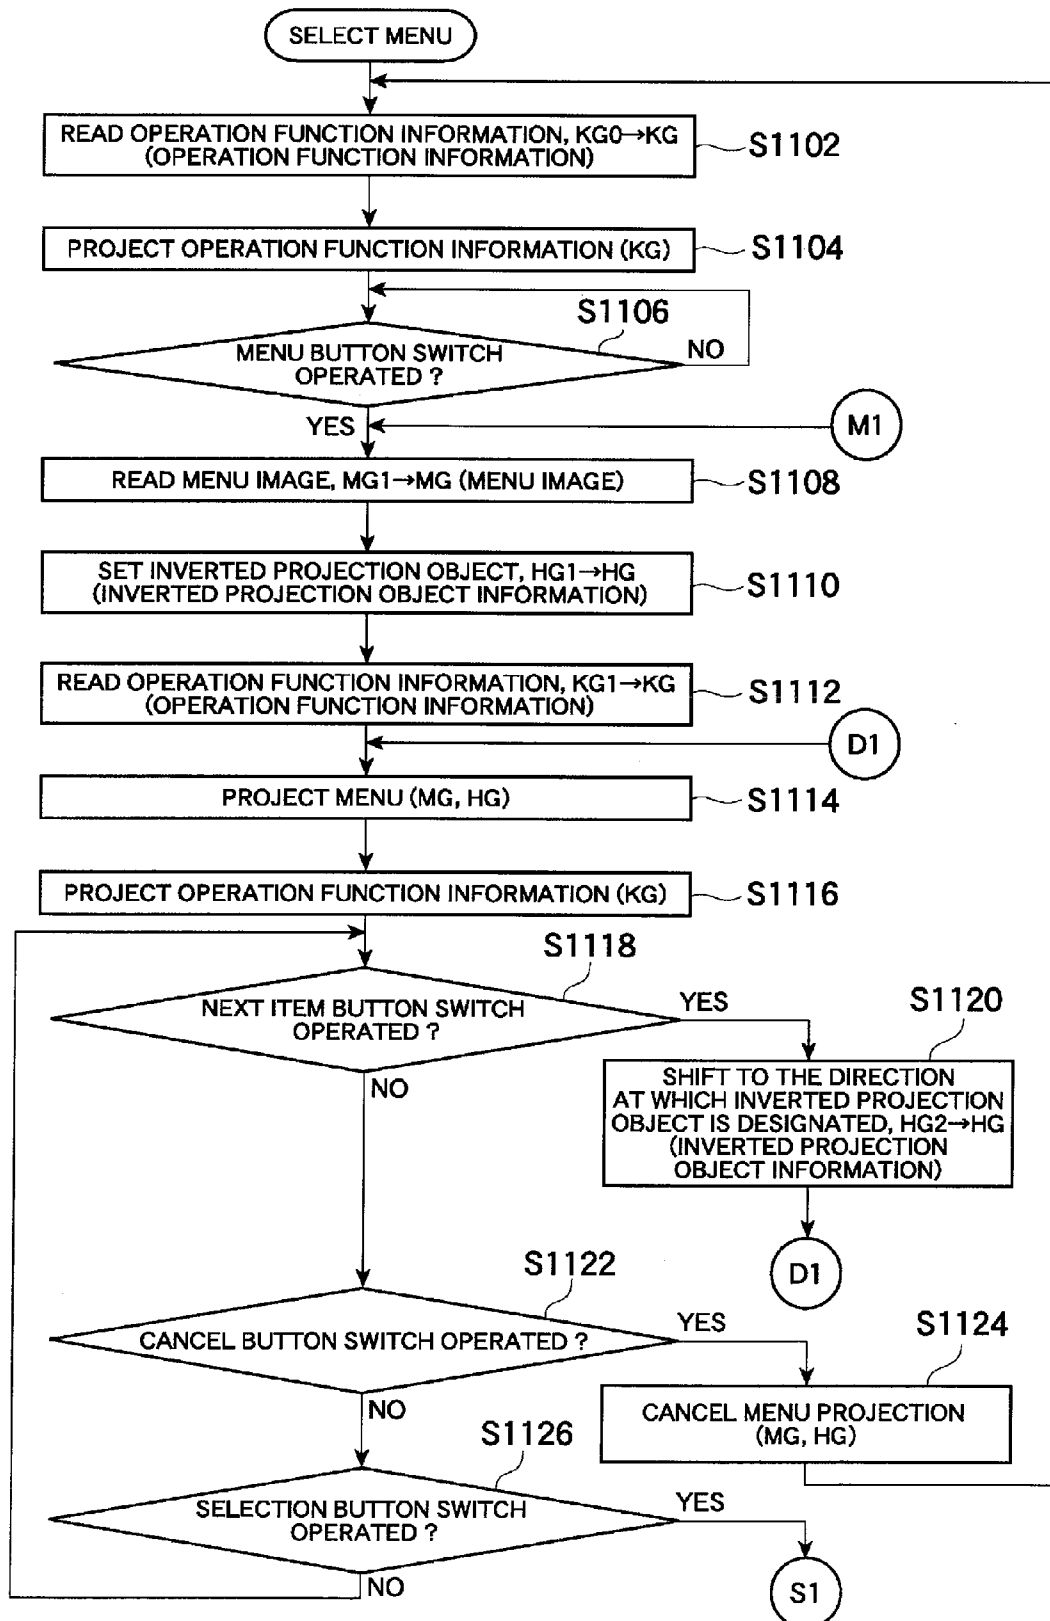 SELECT MENU
READ OPERATION FUNCTION INFORMATION, KG0→KG
(OPERATION FUNCTION INFORMATION)
S1102
PROJECT OPERATION FUNCTION INFORMATION (KG)
S1104
S1106
MENU BUTTON SWITCH
OPERATED ?
NO
YES
M1
READ MENU IMAGE, MG1→MG (MENU IMAGE)
S1108
SET INVERTED PROJECTION OBJECT, HG1→HG
(INVERTED PROJECTION OBJECT INFORMATION)
S1110
READ OPERATION FUNCTION INFORMATION, KG1→KG
(OPERATION FUNCTION INFORMATION)
S1112
D1
PROJECT MENU (MG, HG)
S1114
PROJECT OPERATION FUNCTION INFORMATION (KG)
S1116
S1118
NEXT ITEM BUTTON SWITCH
OPERATED ?
YES
NO
S1120
SHIFT TO THE DIRECTION
AT WHICH INVERTED PROJECTION
OBJECT IS DESIGNATED, HG2→HG
(INVERTED PROJECTION
OBJECT INFORMATION)
D1
S1122
CANCEL BUTTON SWITCH OPERATED ?
YES
NO
S1124
CANCEL MENU PROJECTION
(MG, HG)
S1126
SELECTION BUTTON SWITCH
OPERATED ?
YES
NO
S1